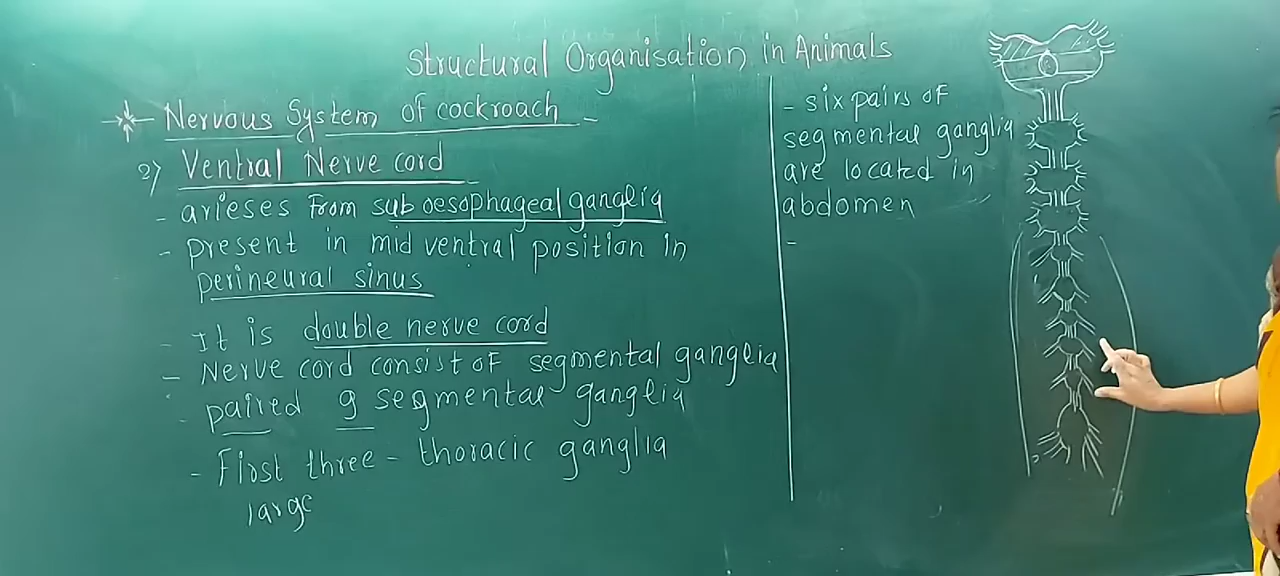 Structural Organisation in Animals
Nervous System of cockroach
2) Ventral Nerve cord
- arieses From sub oesophageal ganglia
- present in mid ventral position in
perineural sinus
- It is double nerve cord
- Nerve cord consist of segmental ganglia
- paired 9 segmental ganglia
- First three - thoracic ganglia
large
- six pairs of
segmental ganglia
are located in
abdomen
-